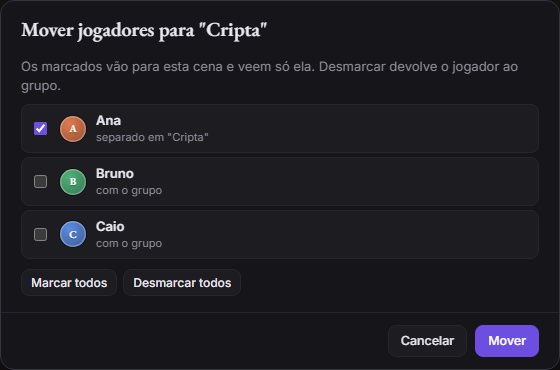 Mover jogadores para "Cripta"
Os marcados vão para esta cena e veem só ela. Desmarcar devolve o jogador ao
grupo.
A
Ana
separado em "Cripta"
B
Bruno
com o grupo
C
Caio
com o grupo
Marcar todos
Desmarcar todos
Cancelar
Mover